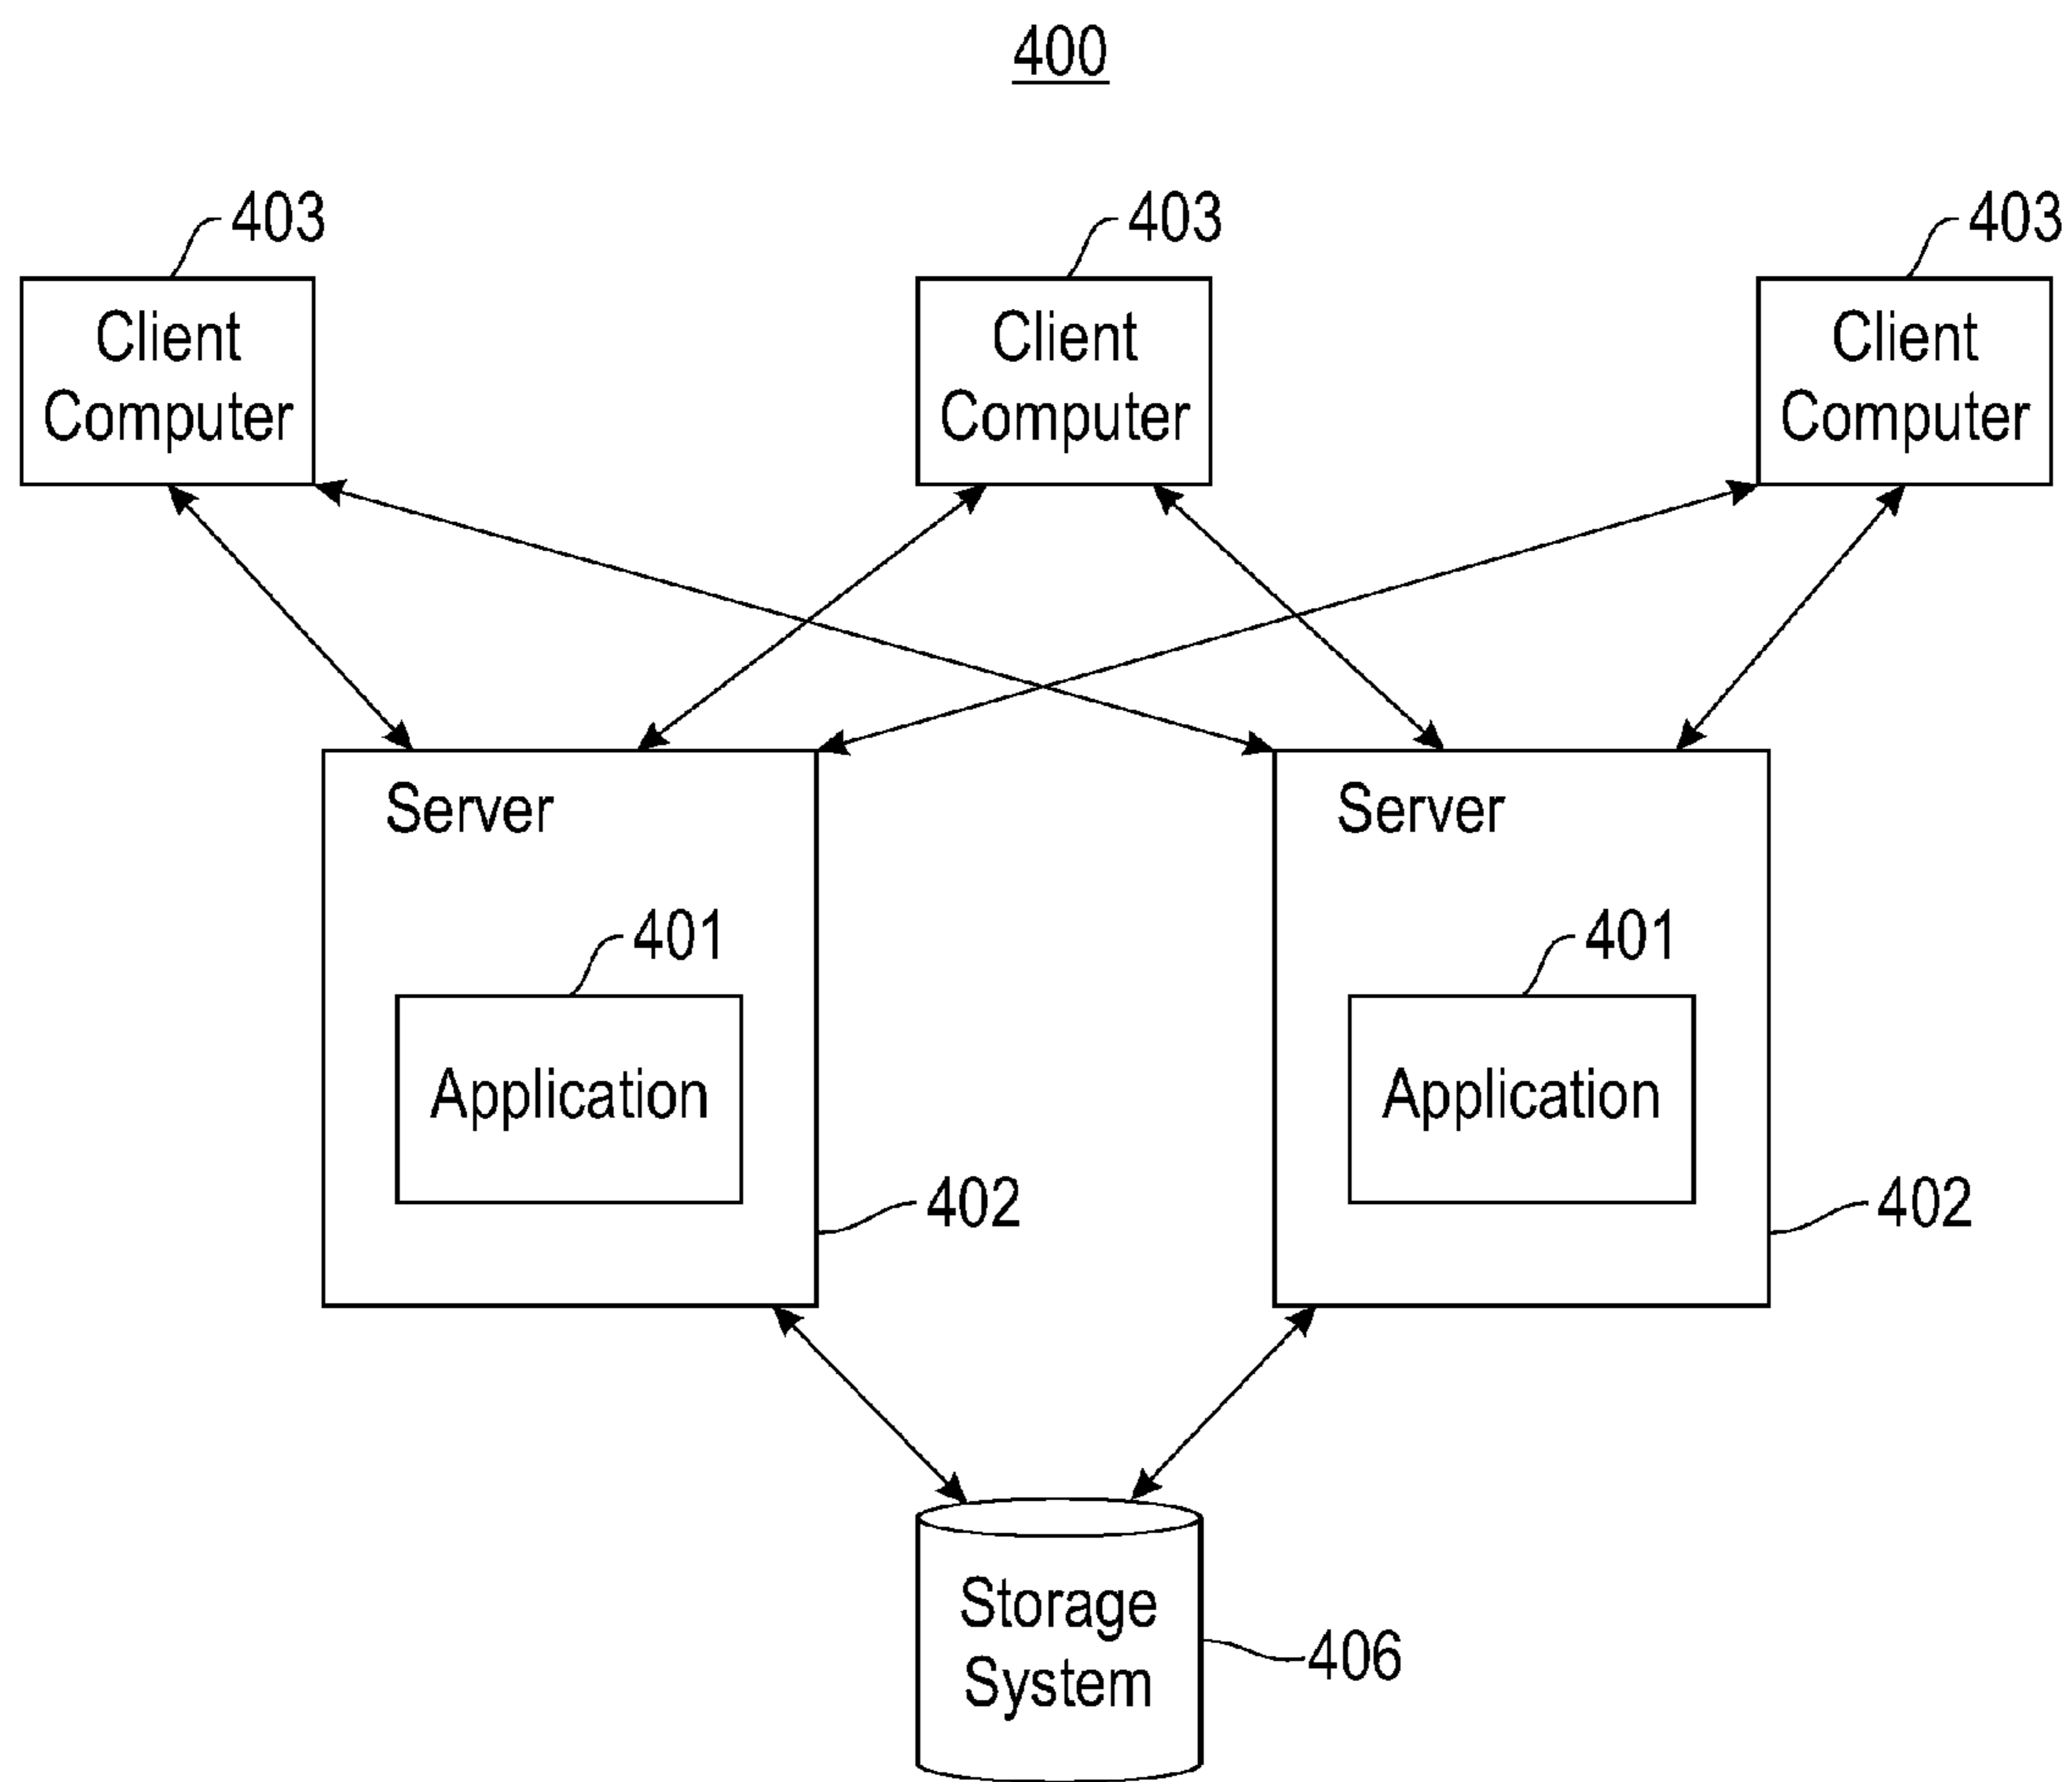 400
403
403
403
Client
Computer
Client
Computer
Client
Computer
Server
Server
401
401
Application
Application
402
402
Storage
System
406